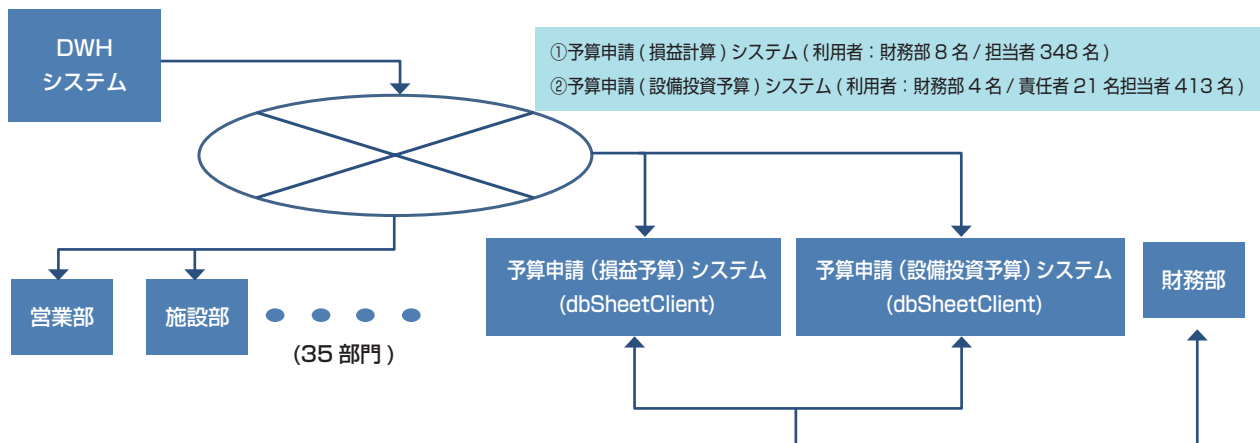 DWH
システム
①予算申請 ( 損益計算 ) システム ( 利用者 : 財務部 8 名 / 担当者 348 名 )
②予算申請 ( 設備投資予算 ) システム ( 利用者 : 財務部 4 名 / 責任者 21 名担当者 413 名 )
営業部
施設部
(35 部門 )
予算申請 (損益予算) システム
(dbSheetClient)
予算申請 (設備投資予算) システム
(dbSheetClient)
財務部